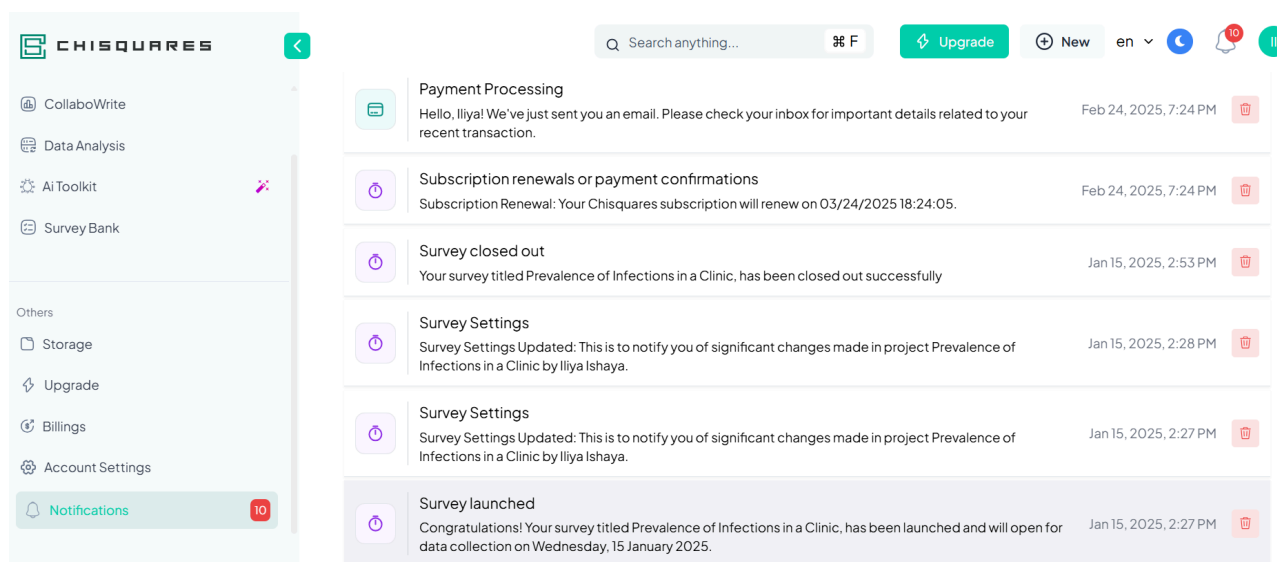 CHISQUARES
Search anything...
⌘ F
Upgrade
New
en
10
CollaboWrite
Data Analysis
Ai Toolkit
Survey Bank
Others
Storage
Upgrade
Billings
Account Settings
Notifications
10
Payment Processing
Hello, Iliya! We've just sent you an email. Please check your inbox for important details related to your
recent transaction.
Feb 24, 2025, 7:24 PM
Subscription renewals or payment confirmations
Subscription Renewal: Your Chisquares subscription will renew on 03/24/2025 18:24:05.
Feb 24, 2025, 7:24 PM
Survey closed out
Your survey titled Prevalence of Infections in a Clinic, has been closed out successfully
Jan 15, 2025, 2:53 PM
Survey Settings
Survey Settings Updated: This is to notify you of significant changes made in project Prevalence of
Infections in a Clinic by Iliya Ishaya.
Jan 15, 2025, 2:28 PM
Survey Settings
Survey Settings Updated: This is to notify you of significant changes made in project Prevalence of
Infections in a Clinic by Iliya Ishaya.
Jan 15, 2025, 2:27 PM
Survey launched
Congratulations! Your survey titled Prevalence of Infections in a Clinic, has been launched and will open for
data collection on Wednesday, 15 January 2025.
Jan 15, 2025, 2:27 PM